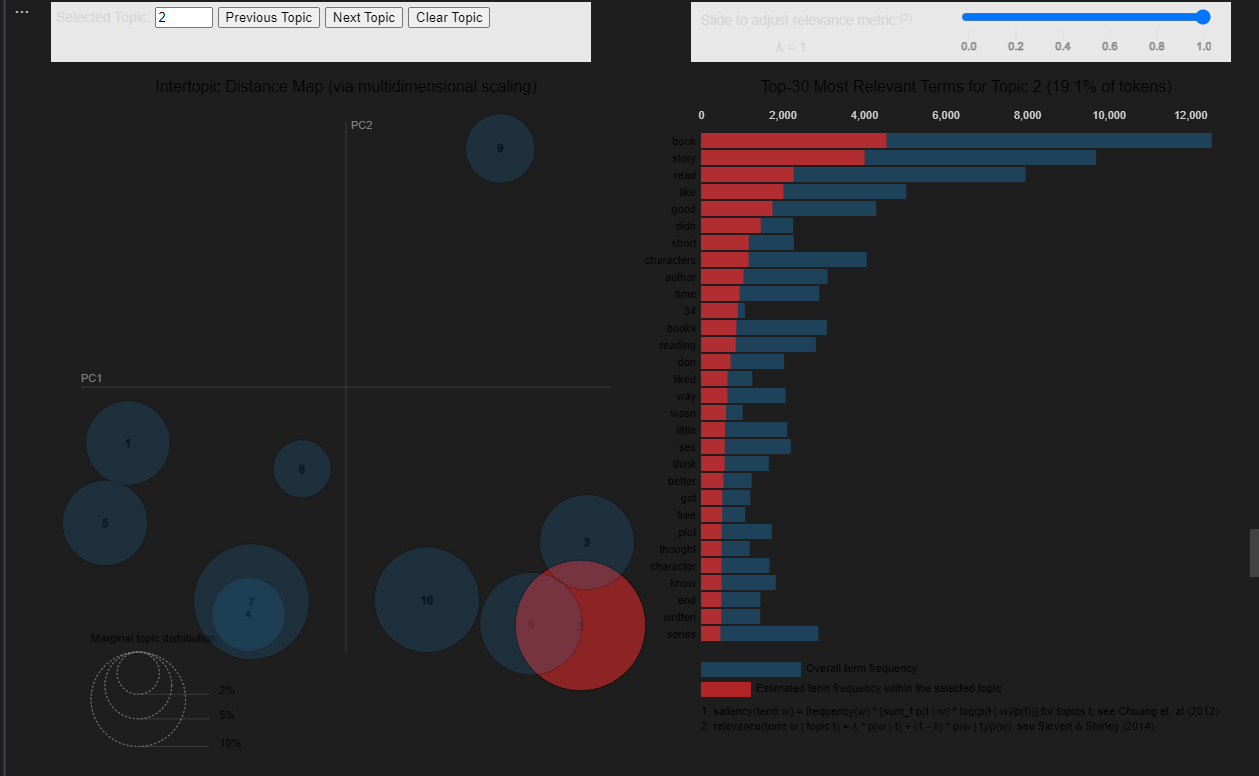 ...
Selected Topic: 2 Previous Topic Next Topic Clear Topic
Slide to adjust relevance metric:(2)
λ = 1
0.0 0.2 0.4 0.6 0.8 1.0
Intertopic Distance Map (via multidimensional scaling)
PC2
PC1
9
1
8
5
3
7
4
10
6
2
Marginal topic distribution
2%
5%
10%
Top-30 Most Relevant Terms for Topic 2 (19.1% of tokens)
0 2,000 4,000 6,000 8,000 10,000 12,000
book
story
read
like
good
didn
short
characters
author
time
34
books
reading
don
liked
way
wasn
little
sex
think
better
got
free
plot
thought
character
know
end
written
series
Overall term frequency
Estimated term frequency within the selected topic
1. saliency(term w) = frequency(w) * [sum_t p(t | w) * log(p(t | w)/p(t))] for topics t; see Chuang et. al (2012)
2. relevance(term w | topic t) = λ * p(w | t) + (1 - λ) * p(w | t)/p(w); see Sievert & Shirley (2014)